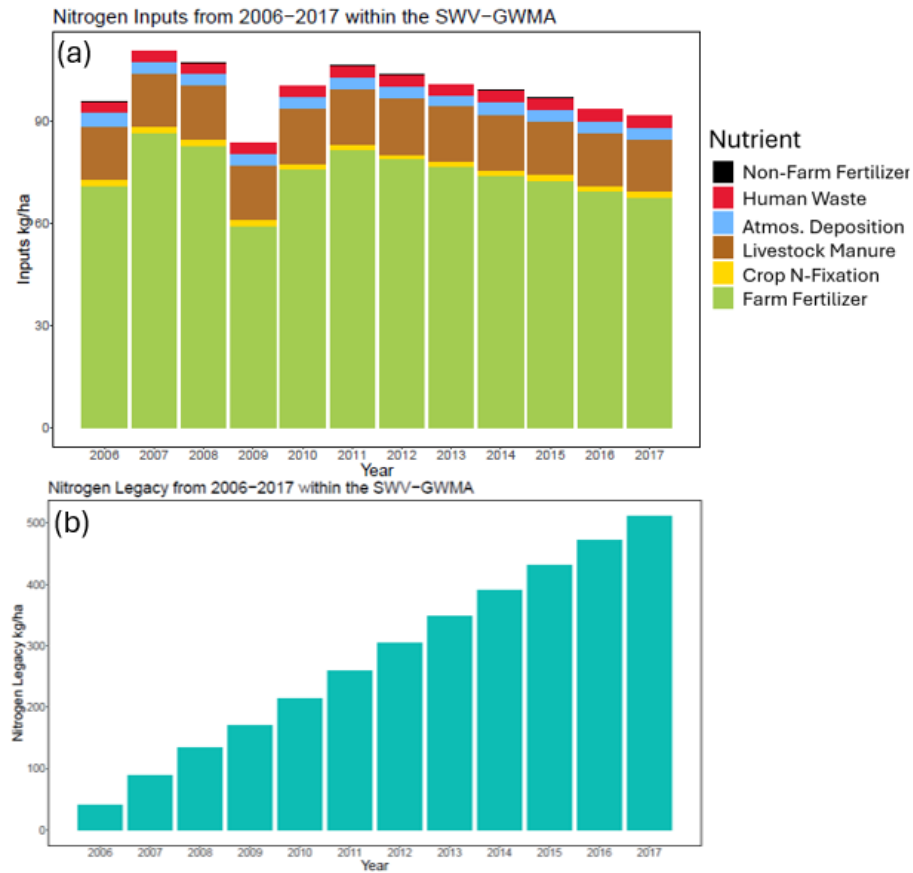 Nitrogen Inputs from 2006−2017 within the SWV−GWMA
(a)
90
60
30
0
Inputs kg/ha
2006 2007 2008 2009 2010 2011 2012 2013 2014 2015 2016 2017
Year
Nutrient
Non-Farm Fertilizer
Human Waste
Atmos. Deposition
Livestock Manure
Crop N-Fixation
Farm Fertilizer
Nitrogen Legacy from 2006−2017 within the SWV−GWMA
(b)
500
400
300
200
100
0
Nitrogen Legacy kg/ha
2006 2007 2008 2009 2010 2011 2012 2013 2014 2015 2016 2017
Year